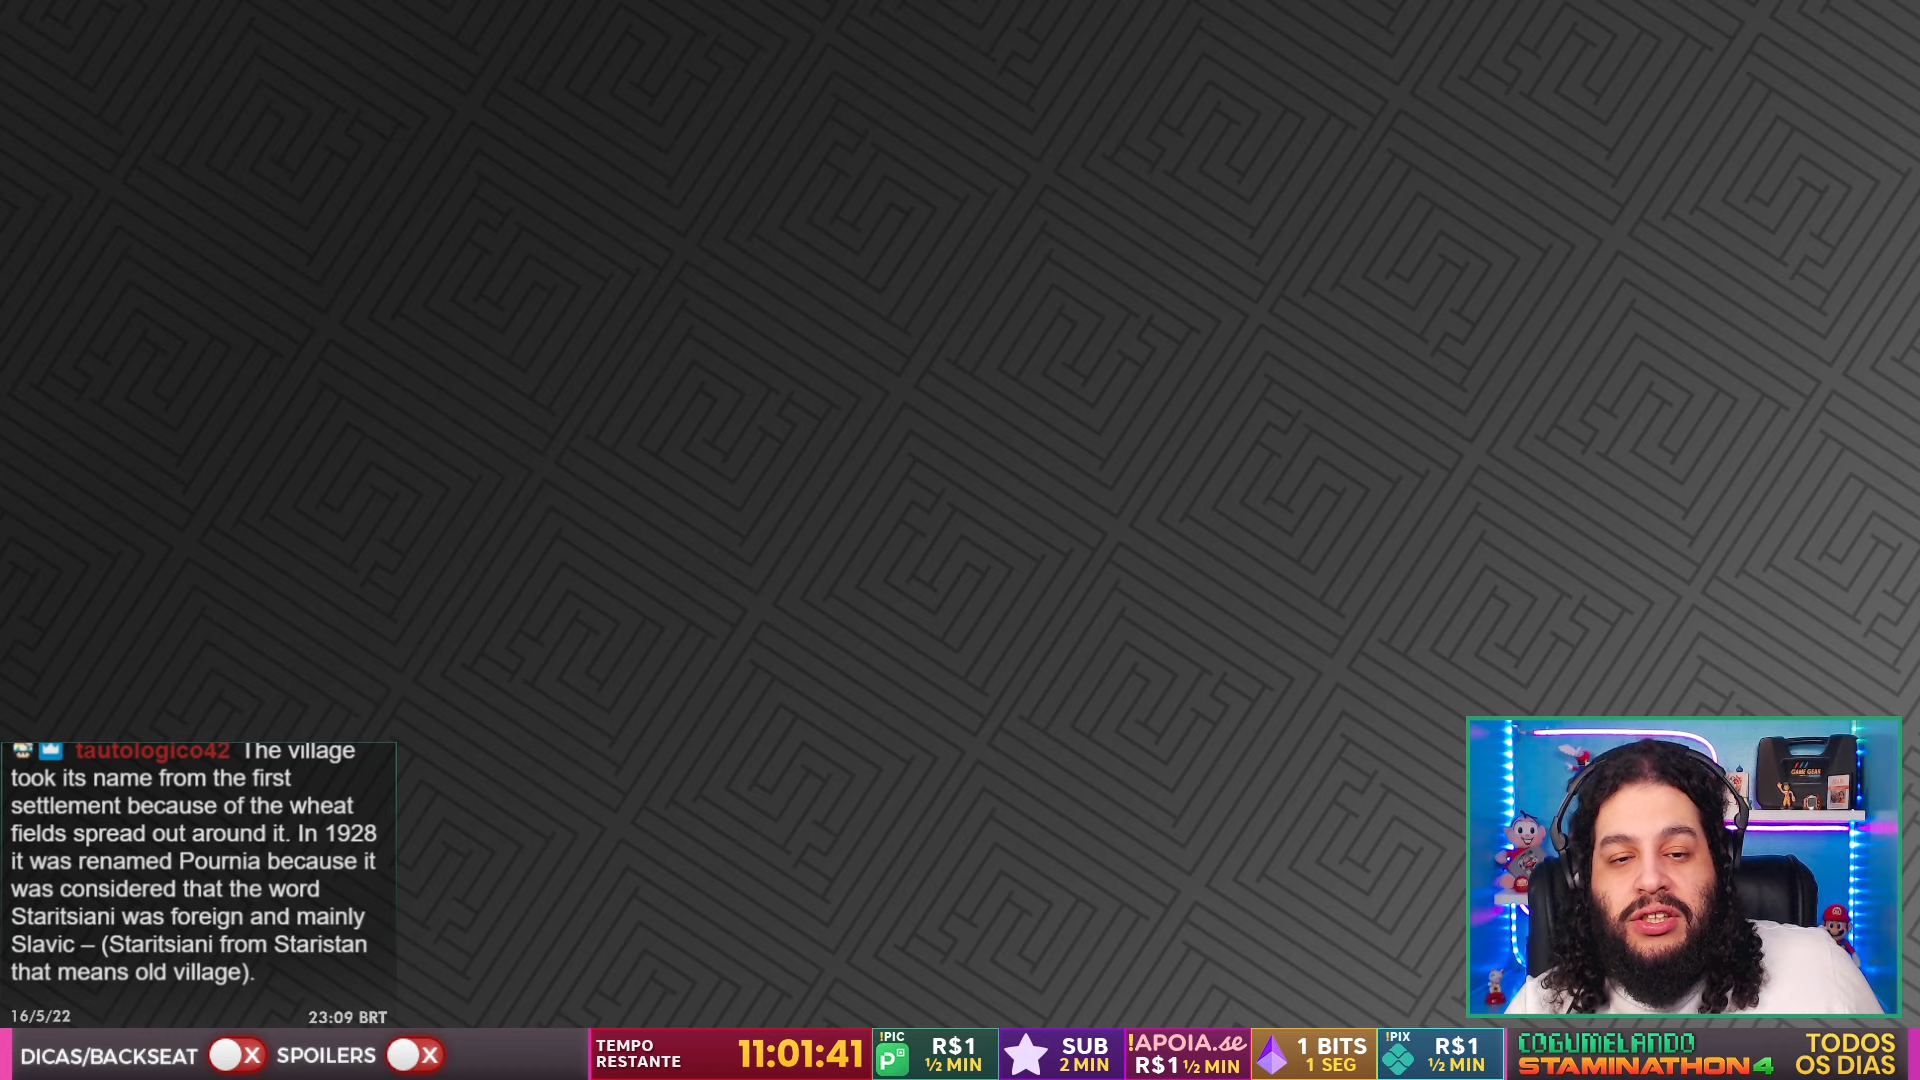 tautologico42 The village
took its name from the first
settlement because of the wheat
fields spread out around it. In 1928
it was renamed Pournia because it
was considered that the word
Staritsiani was foreign and mainly
Slavic – (Staritsiani from Staristan
that means old village).
16/5/22 23:09 BRT
GAME GEAR
DICAS/BACKSEAT X SPOILERS X
TEMPO
RESTANTE
11:01:41
!PIC
R$1
½ MIN
SUB
2 MIN
!APOIA.se
R$1 ½ MIN
1 BITS
1 SEG
!PIX
R$1
½ MIN
COGUMELANDO
STAMINATHON 4
TODOS
OS DIAS